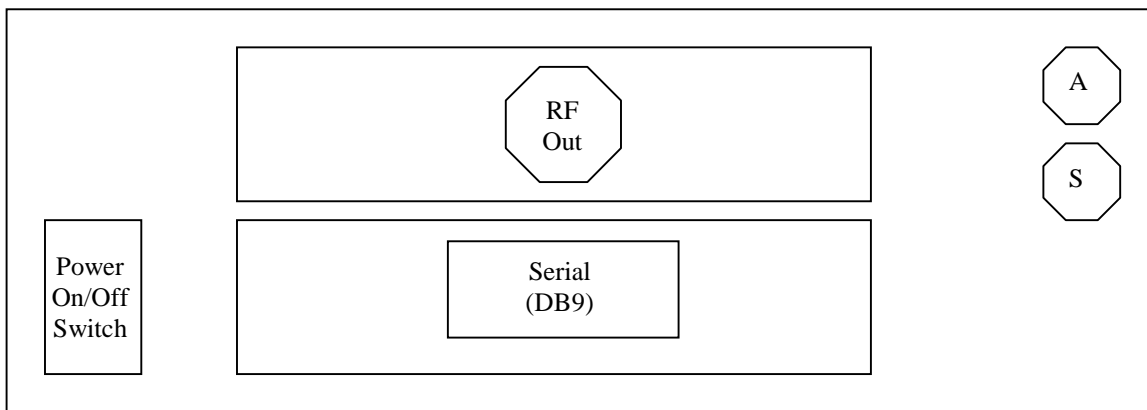 RF
Out
A
S
Power
On/Off
Switch
Serial
(DB9)